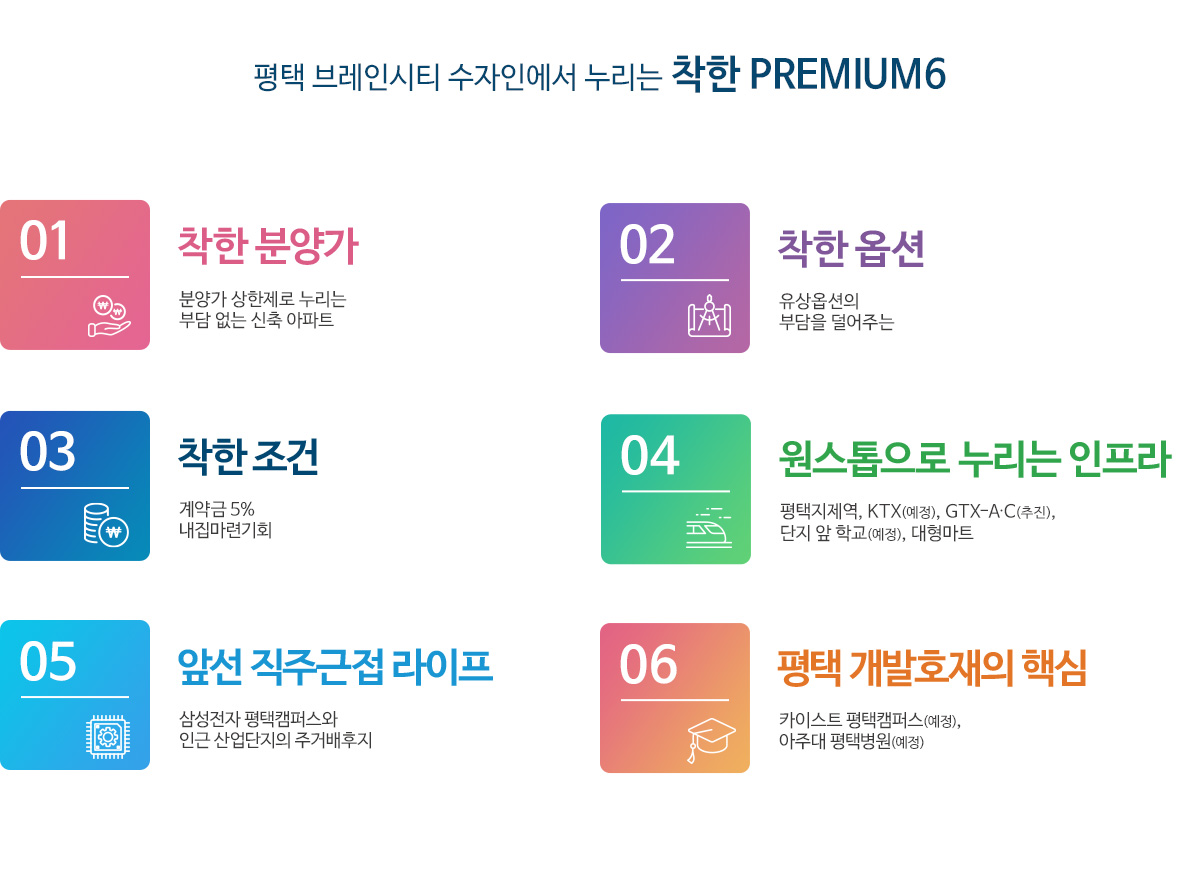 평택 브레인시티 수자인에서 누리는 착한 PREMIUM6
01
착한 분양가
분양가 상한제로 누리는
부담 없는 신축 아파트
02
착한 옵션
유상옵션의
부담을 덜어주는
03
착한 조건
계약금 5%
내집마련기회
04
원스톱으로 누리는 인프라
평택지제역, KTX(예정), GTX-A·C(추진),
단지 앞 학교(예정), 대형마트
05
앞선 직주근접 라이프
삼성전자 평택캠퍼스와
인근 산업단지의 주거배후지
06
평택 개발호재의 핵심
카이스트 평택캠퍼스(예정),
아주대 평택병원(예정)